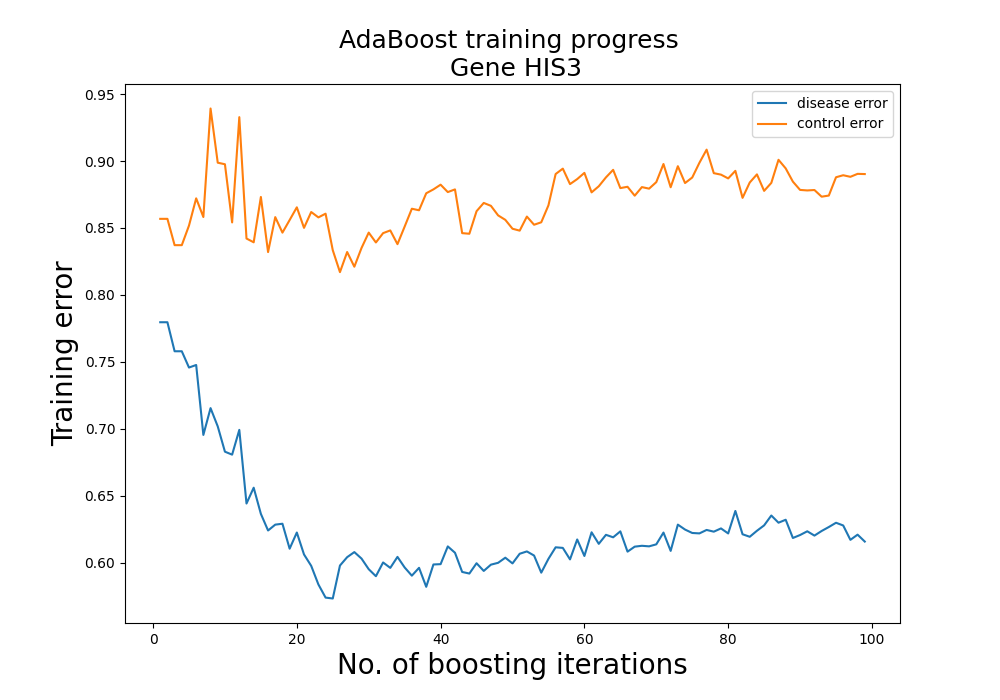 AdaBoost training progress
Gene HIS3
disease error
control error
0.95
0.90
0.85
0.80
0.75
0.70
0.65
0.60
Training error
0 20 40 60 80 100
No. of boosting iterations